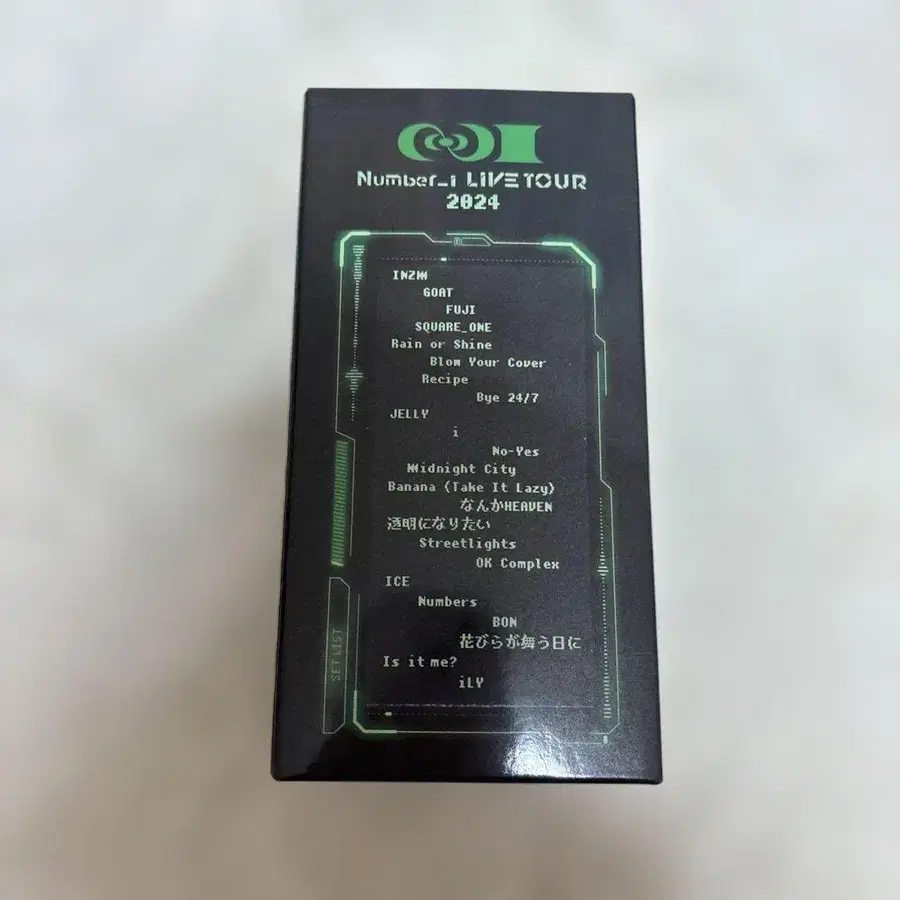 Number_i LIVE TOUR
2024
INZM
GOAT
FUJI
SQUARE_ONE
Rain or Shine
Blow Your Cover
Recipe
Bye 24/7
JELLY
i
No-Yes
Midnight City
Banana (Take It Lazy)
なんかHEAVEN
透明になりたい
Streetlights
OK Complex
ICE
Numbers
BON
花びらが舞う日に
Is it me?
iLY
SET LIST